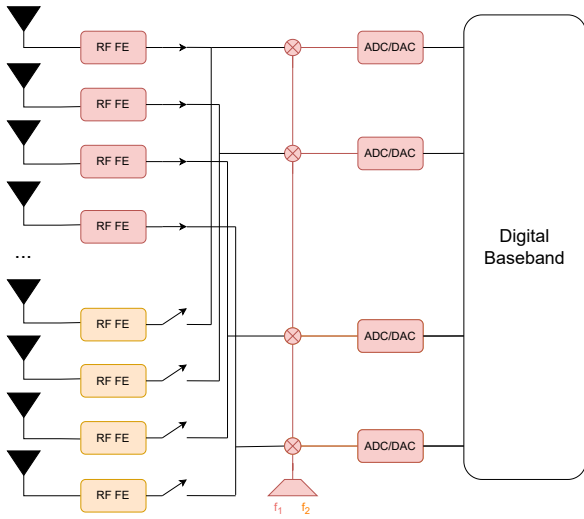 RF FE
ADC/DAC
RF FE
RF FE
ADC/DAC
RF FE
Digital
Baseband
...
RF FE
ADC/DAC
RF FE
RF FE
ADC/DAC
RF FE
f1 f2